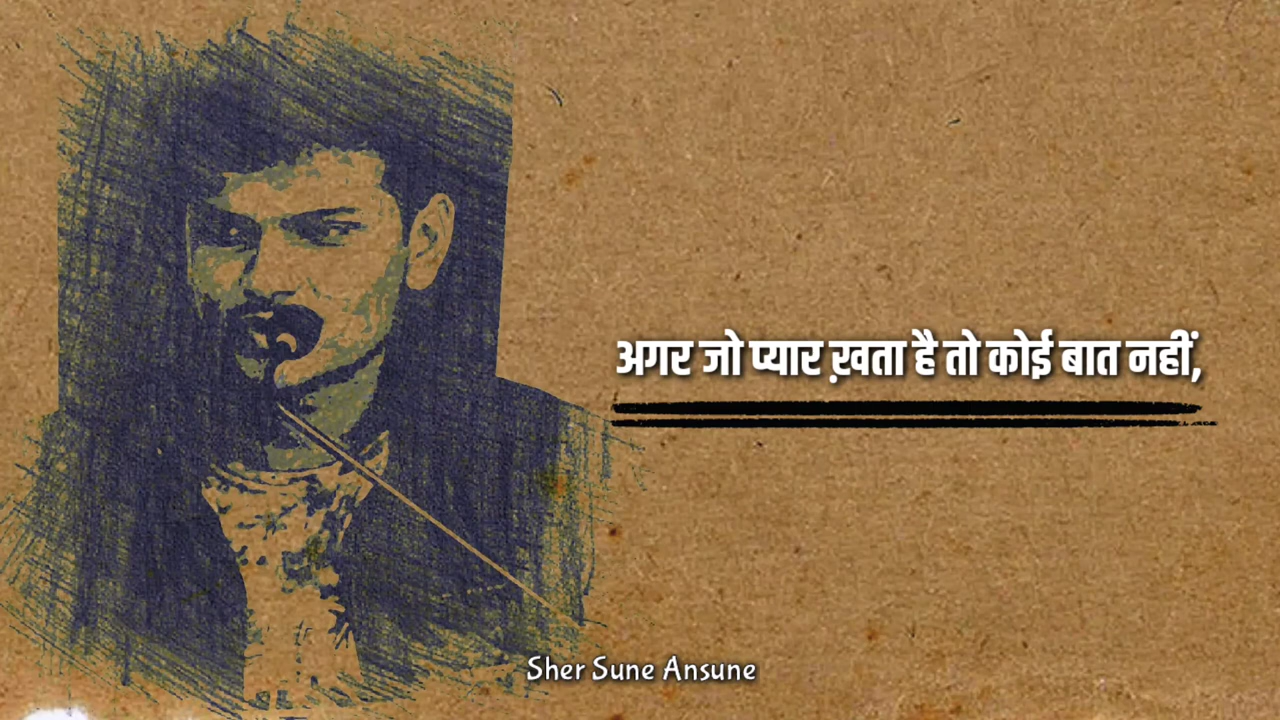 अगर जो प्यार ख़ता है तो कोई बात नहीं,
Sher Sune Ansune